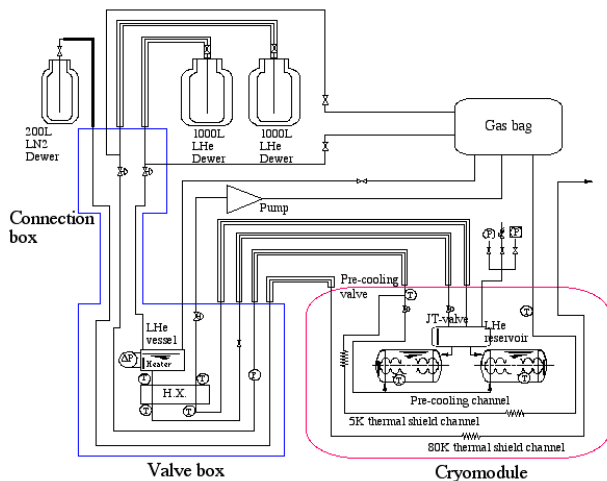 200L
LN2
Dewer
1000L
LHe
Dewer
1000L
LHe
Dewer
Gas bag
Connection
box
Pump
P
P
Pre-cooling
valve
T
T
LHe
vessel
JT-valve
LHe
reservoir
ΔP
Heater
T
T
F
H.X.
T
T
T
T
Pre-cooling channel
5K thermal shield channel
80K thermal shield channel
Valve box
Cryomodule